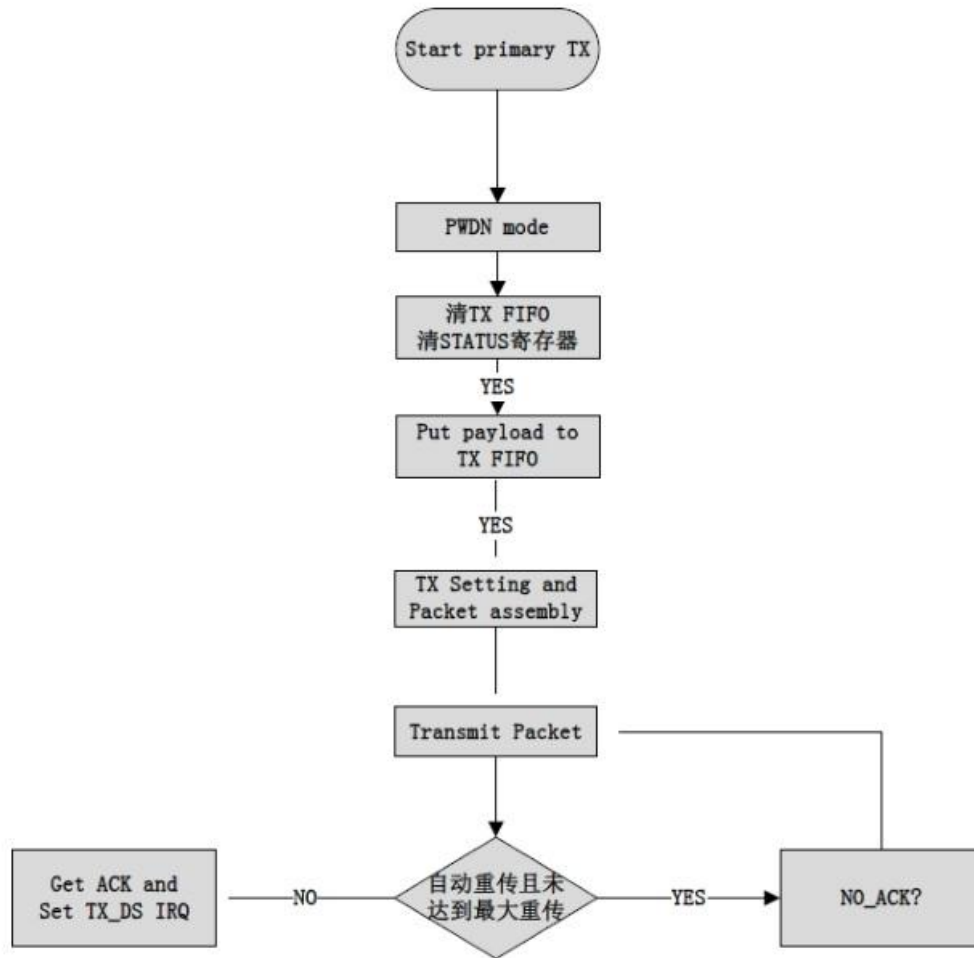 Start primary TX
PWDN mode
清TX FIFO
清STATUS寄存器
YES
Put payload to
TX FIFO
YES
TX Setting and
Packet assembly
Transmit Packet
Get ACK and
Set TX_DS IRQ
NO
自动重传且未
达到最大重传
YES
NO_ACK?